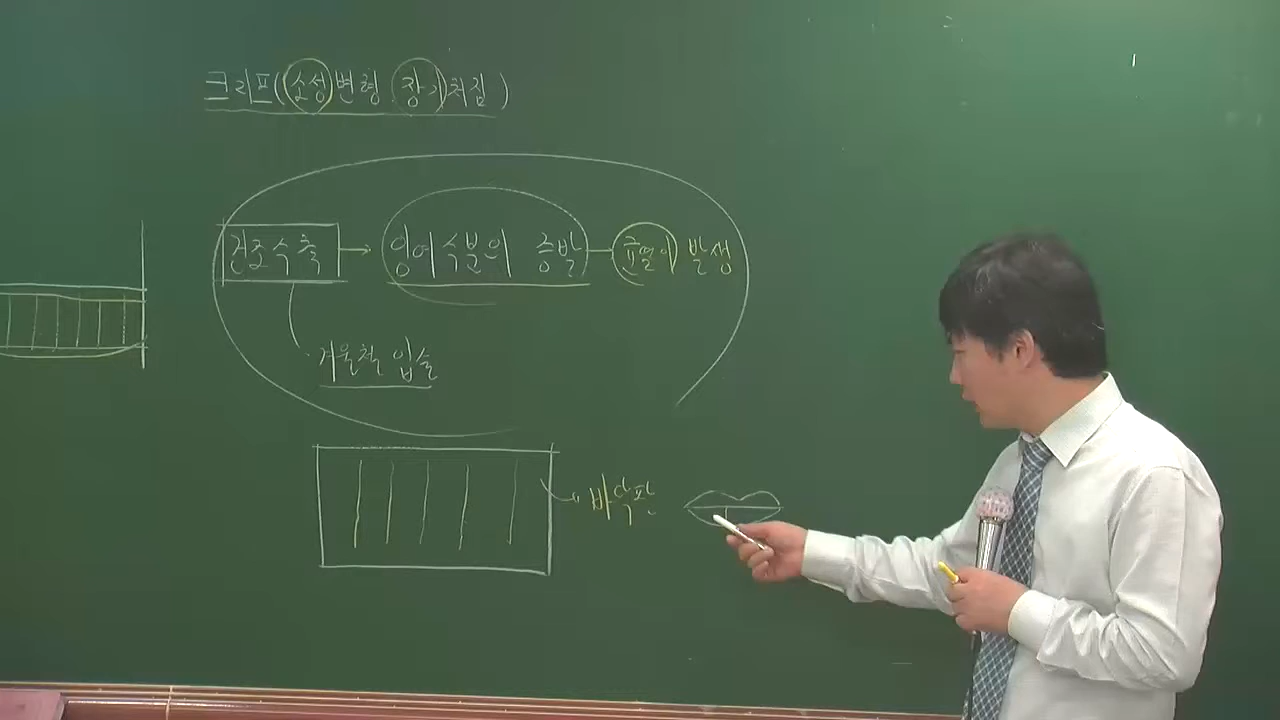 크리프(소성변형, 장기처짐)
건조수축 → 잉여수분의 증발 → 균열이 발생
겨울철 입술
바닥판